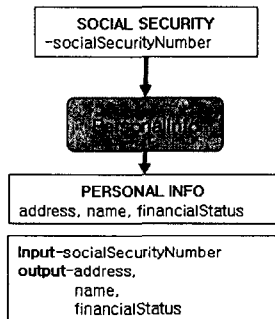 SOCIAL SECURITY
-socialSecurityNumber
PersonalInfo
PERSONAL INFO
address, name, financialStatus
Input-socialSecurityNumber
output-address,
name,
financialStatus